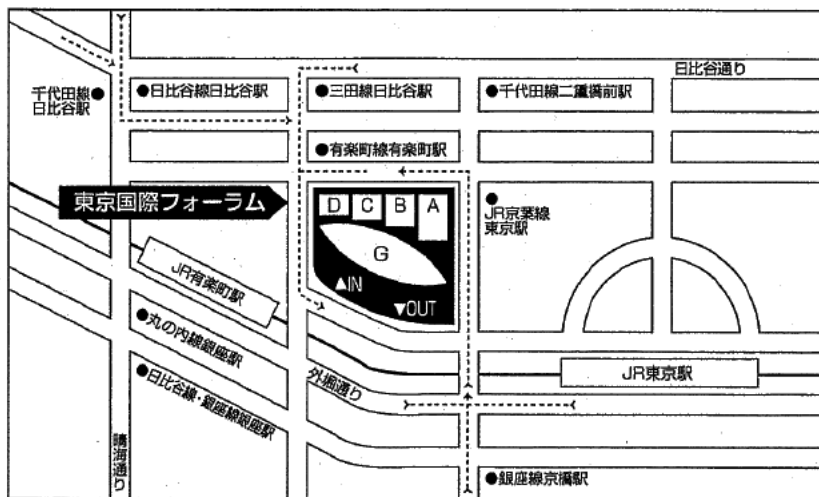 日比谷通り
千代田線
日比谷駅
日比谷線日比谷駅
三田線日比谷駅
千代田線二重橋前駅
有楽町線有楽町駅
東京国際フォーラム
D C B A
G
▲IN
▼OUT
JR京葉線
東京駅
JR有楽町駅
丸の内線銀座駅
日比谷線・銀座線銀座駅
外堀通り
JR東京駅
晴海通り
銀座線京橋駅